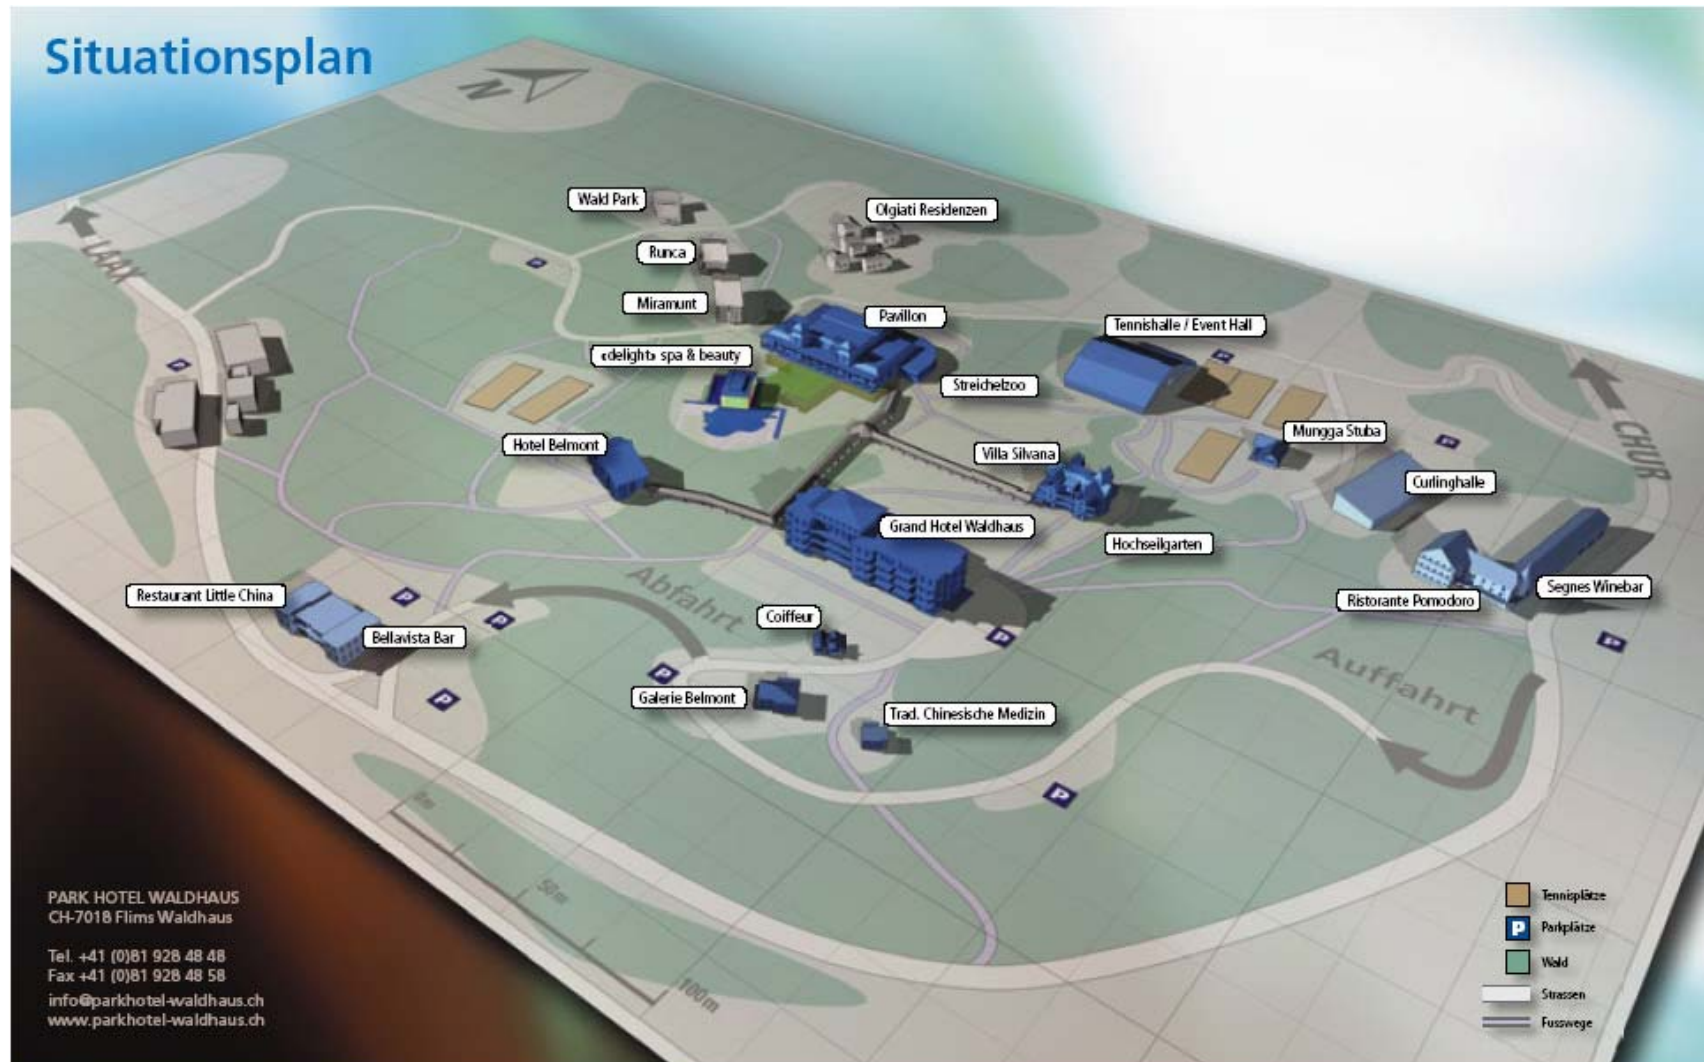 Situationsplan
N
LAAX
Wald Park
Olgiati Residenzen
Runca
Miramunt
Pavillon
Tennishalle / Event Hall
«delight» spa & beauty
Streichelzoo
CHUR
Mungga Stuba
Hotel Belmont
Villa Silvana
Curlinghalle
Grand Hotel Waldhaus
Hochseilgarten
Restaurant Little China
Abfahrt
Segnes Winebar
Ristorante Pomodoro
Coiffeur
Bellavista Bar
Auffahrt
Galerie Belmont
Trad. Chinesische Medizin
P
P
P
P
P
P
P
P
P
P
P
0m
50m
100m
PARK HOTEL WALDHAUS
CH-7018 Flims Waldhaus
Tel. +41 (0)81 928 48 48
Fax +41 (0)81 928 48 58
info@parkhotel-waldhaus.ch
www.parkhotel-waldhaus.ch
Tennisplätze
P Parkplätze
Wald
Strassen
Fusswege